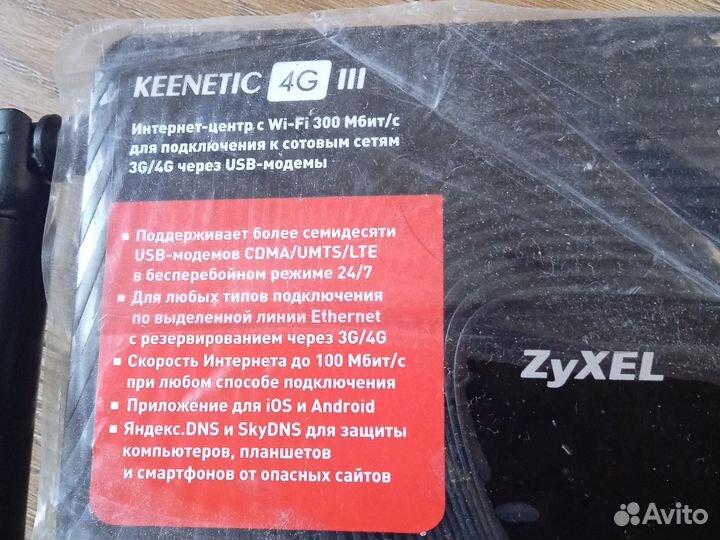 KEENETIC 4G III
Интернет-центр с Wi-Fi 300 Мбит/с
для подключения к сотовым сетям
3G/4G через USB-модемы
▪ Поддерживает более семидесяти
USB-модемов CDMA/UMTS/LTE
в бесперебойном режиме 24/7
▪ Для любых типов подключения
по выделенной линии Ethernet
с резервированием через 3G/4G
▪ Скорость Интернета до 100 Мбит/с
при любом способе подключения
▪ Приложение для iOS и Android
▪ Яндекс.DNS и SkyDNS для защиты
компьютеров, планшетов
и смартфонов от опасных сайтов
ZyXEL
Avito